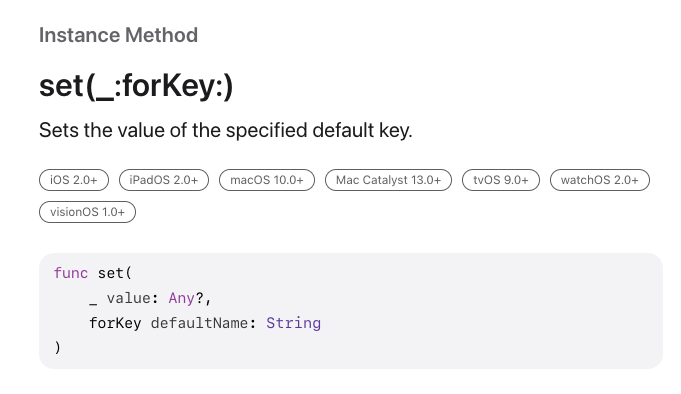 Instance Method
set(_:forKey:)
Sets the value of the specified default key.
iOS 2.0+ iPadOS 2.0+ macOS 10.0+ Mac Catalyst 13.0+ tvOS 9.0+ watchOS 2.0+
visionOS 1.0+
func set(
    _ value: Any?,
    forKey defaultName: String
)